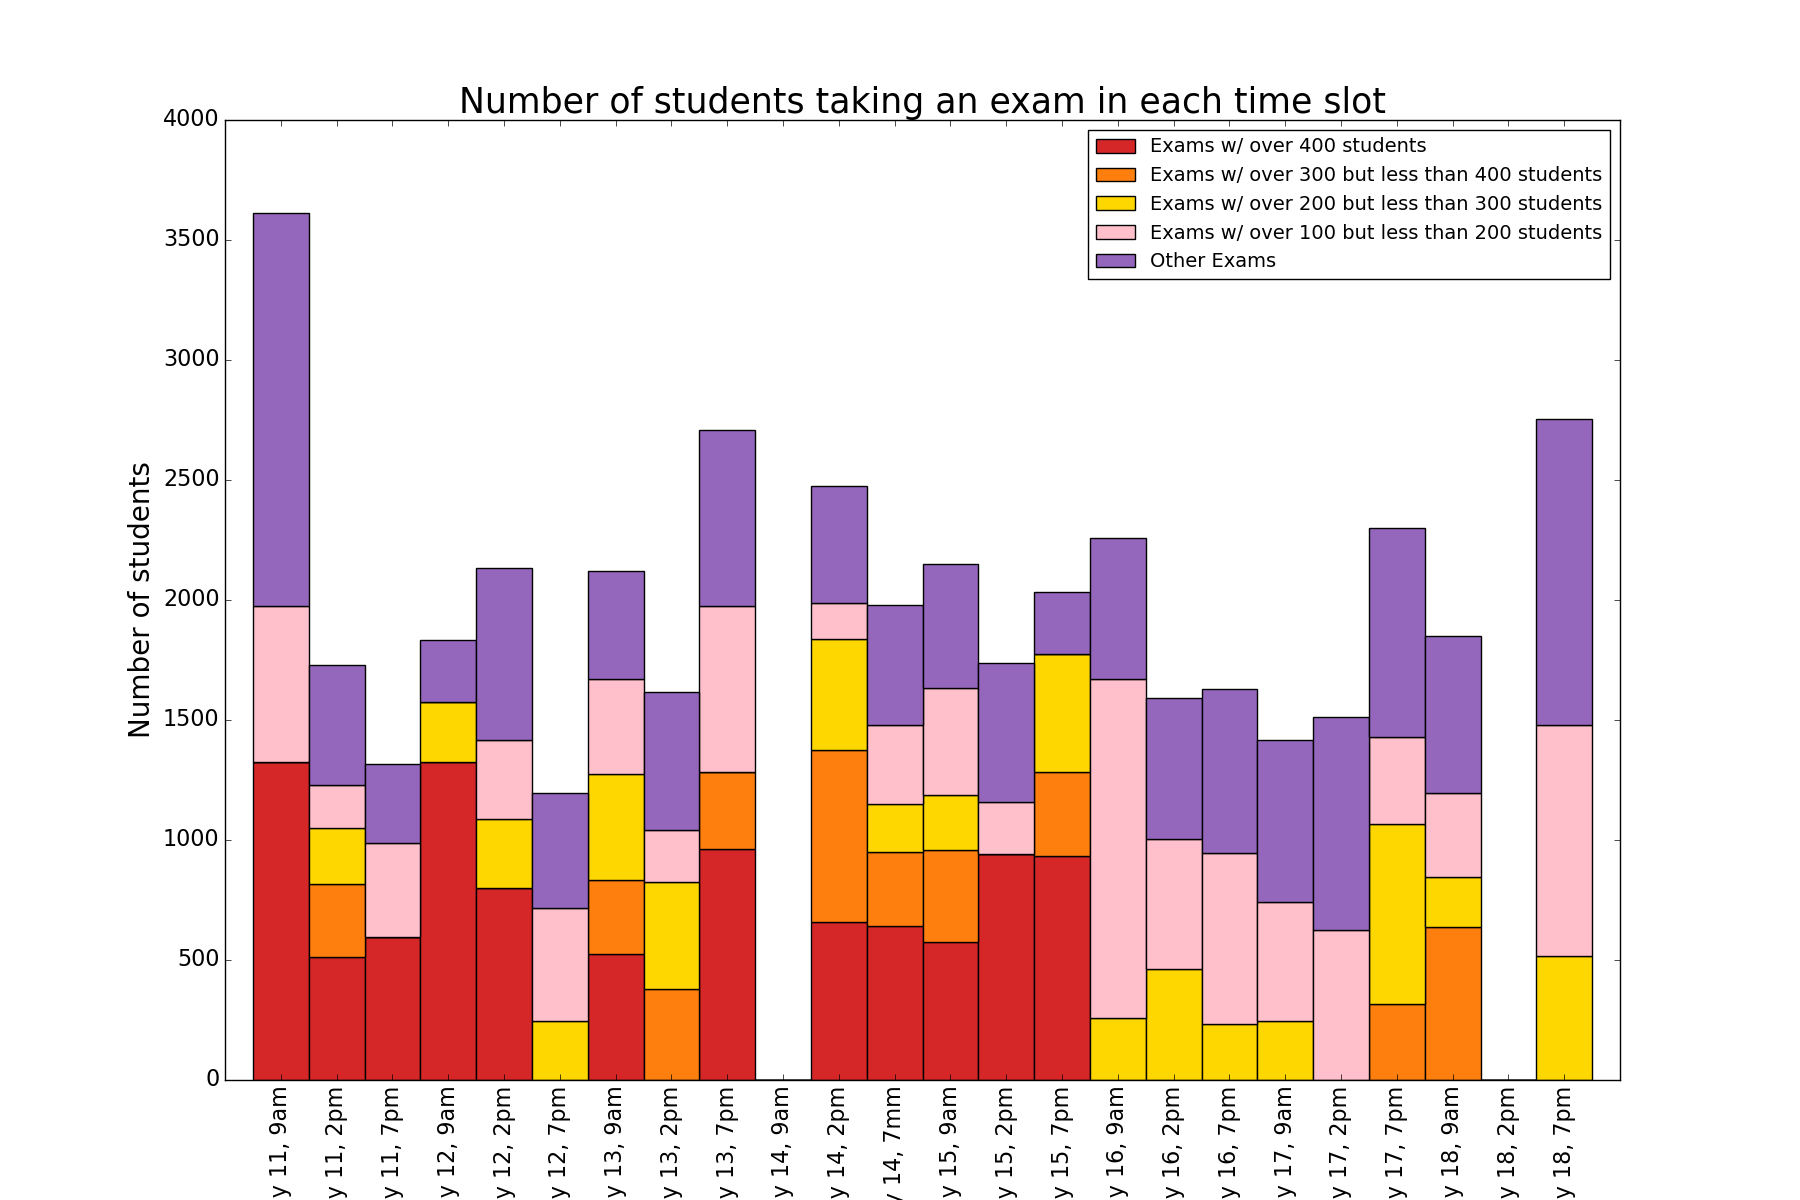 Number of students taking an exam in each time slot
Exams w/ over 400 students
Exams w/ over 300 but less than 400 students
Exams w/ over 200 but less than 300 students
Exams w/ over 100 but less than 200 students
Other Exams
Number of students
4000
3500
3000
2500
2000
1500
1000
500
0
y 11, 9am
y 11, 2pm
y 11, 7pm
y 12, 9am
y 12, 2pm
y 12, 7pm
y 13, 9am
y 13, 2pm
y 13, 7pm
y 14, 9am
y 14, 2pm
y 14, 7mm
y 15, 9am
y 15, 2pm
y 15, 7pm
y 16, 9am
y 16, 2pm
y 16, 7pm
y 17, 9am
y 17, 2pm
y 17, 7pm
y 18, 9am
y 18, 2pm
y 18, 7pm